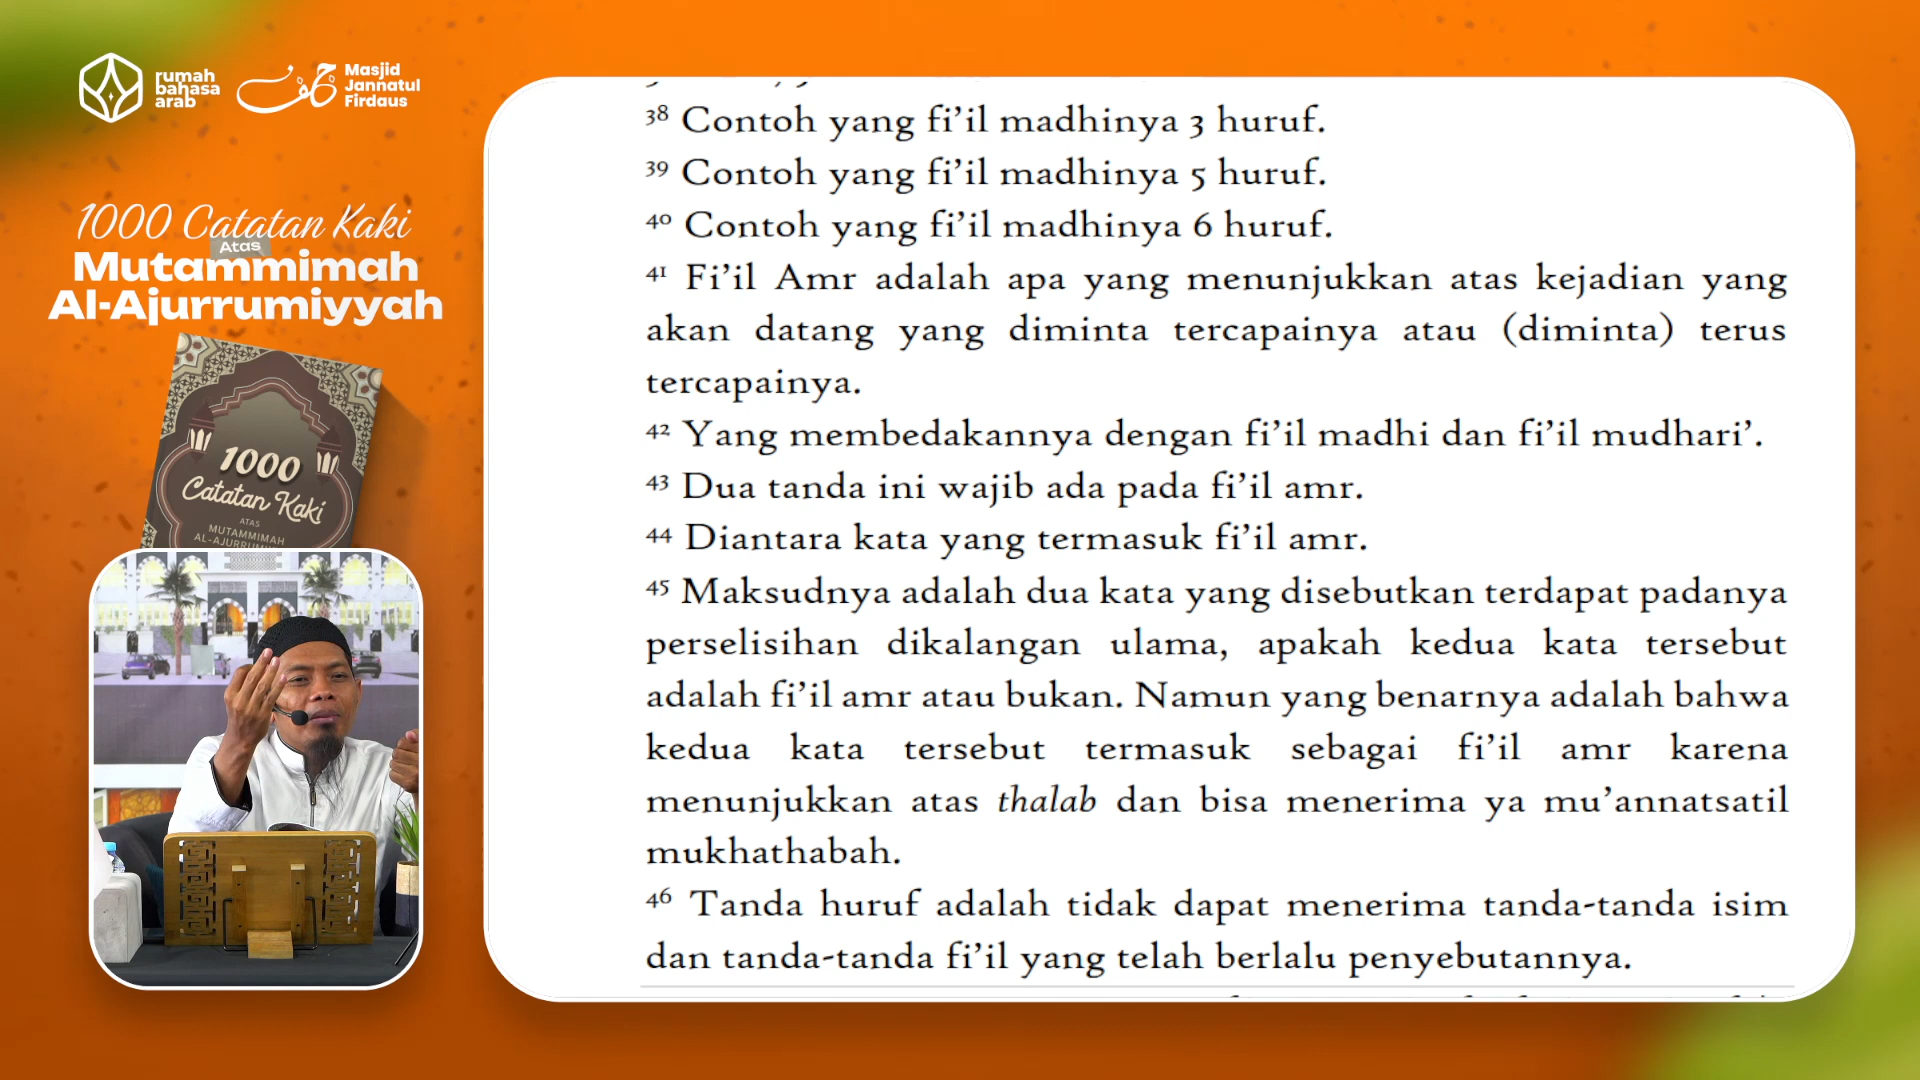 rumah
bahasa
arab
Masjid
Jannatul
Firdaus
1000 Catatan Kaki
Atas
Mutammimah
Al-Ajurrumiyyah
1000
Catatan Kaki
ATAS
MUTAMMIMAH
38 Contoh yang fi’il madhinya 3 huruf.
39 Contoh yang fi’il madhinya 5 huruf.
40 Contoh yang fi’il madhinya 6 huruf.
41 Fi’il Amr adalah apa yang menunjukkan atas kejadian yang
akan datang yang diminta tercapainya atau (diminta) terus
tercapainya.
42 Yang membedakannya dengan fi’il madhi dan fi’il mudhari’.
43 Dua tanda ini wajib ada pada fi’il amr.
44 Diantara kata yang termasuk fi’il amr.
45 Maksudnya adalah dua kata yang disebutkan terdapat padanya
perselisihan dikalangan ulama, apakah kedua kata tersebut
adalah fi’il amr atau bukan. Namun yang benarnya adalah bahwa
kedua kata tersebut termasuk sebagai fi’il amr karena
menunjukkan atas thalab dan bisa menerima ya mu’annatsatil
mukhathabah.
46 Tanda huruf adalah tidak dapat menerima tanda-tanda isim
dan tanda-tanda fi’il yang telah berlalu penyebutannya.